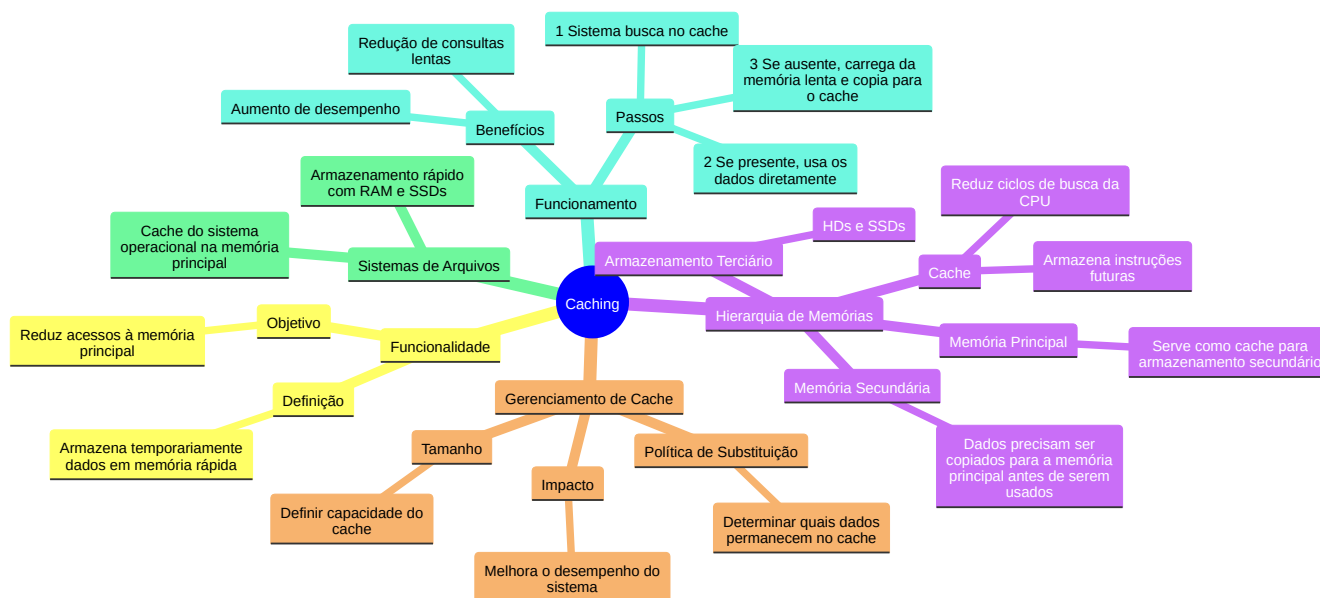 Caching
Funcionamento
Benefícios
Redução de consultas
lentas
Aumento de desempenho
Passos
1 Sistema busca no cache
2 Se presente, usa os
dados diretamente
3 Se ausente, carrega da
memória lenta e copia para
o cache
Sistemas de Arquivos
Armazenamento rápido
com RAM e SSDs
Cache do sistema
operacional na memória
principal
Funcionalidade
Objetivo
Reduz acessos à memória
principal
Definição
Armazena temporariamente
dados em memória rápida
Gerenciamento de Cache
Tamanho
Definir capacidade do
cache
Impacto
Melhora o desempenho do
sistema
Política de Substituição
Determinar quais dados
permanecem no cache
Hierarquia de Memórias
Armazenamento Terciário
HDs e SSDs
Cache
Reduz ciclos de busca da
CPU
Armazena instruções
futuras
Memória Principal
Serve como cache para
armazenamento secundário
Memória Secundária
Dados precisam ser
copiados para a memória
principal antes de serem
usados